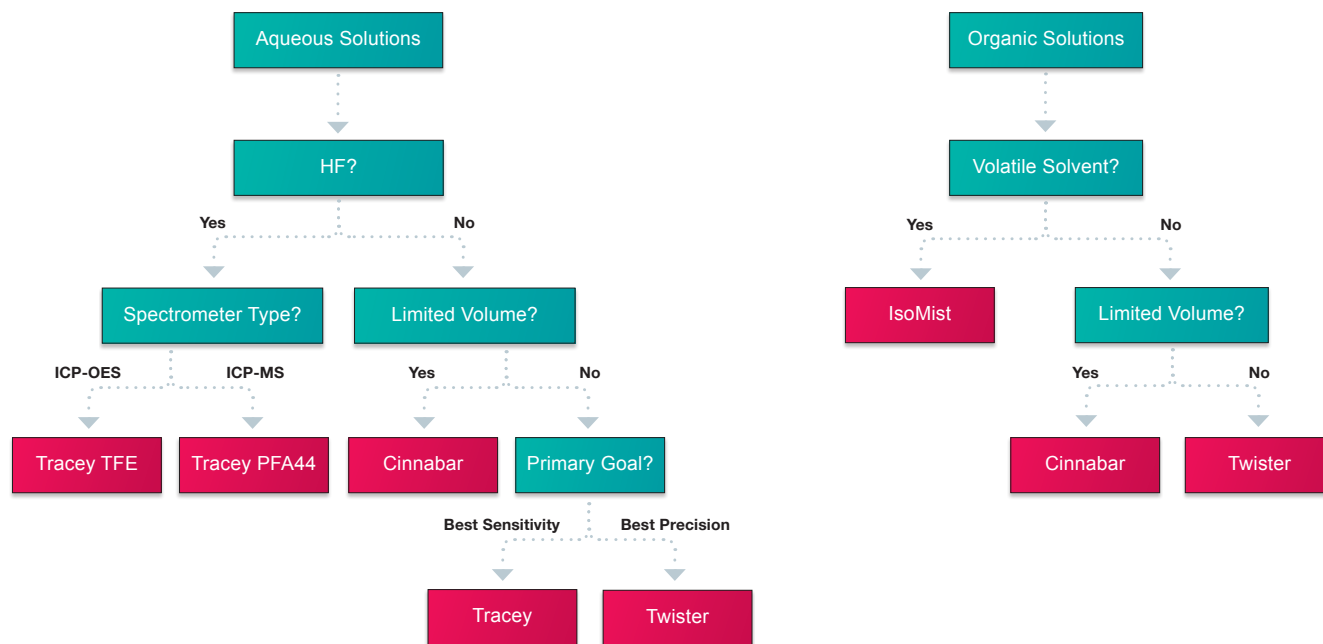 Aqueous Solutions
Organic Solutions
HF?
Volatile Solvent?
Yes
No
Yes
No
Spectrometer Type?
Limited Volume?
IsoMist
Limited Volume?
ICP-OES
ICP-MS
Yes
No
Yes
No
Tracey TFE
Tracey PFA44
Cinnabar
Primary Goal?
Cinnabar
Twister
Best Sensitivity
Best Precision
Tracey
Twister